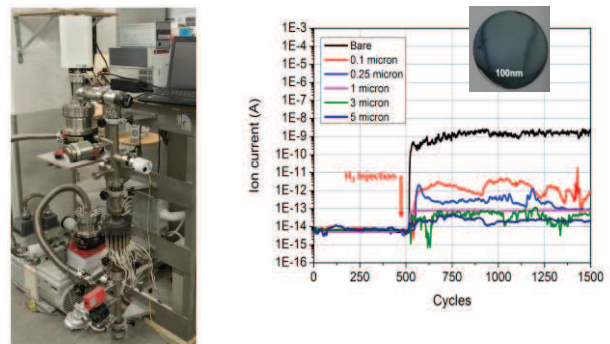 1E-3
1E-4
1E-5
1E-6
1E-7
1E-8
1E-9
1E-10
1E-11
1E-12
1E-13
1E-14
1E-15
1E-16
Ion current (A)
Bare
0.1 micron
0.25 micron
1 micron
3 micron
5 micron
100nm
H₂ Injection
0
250
500
750
1000
1250
1500
Cycles